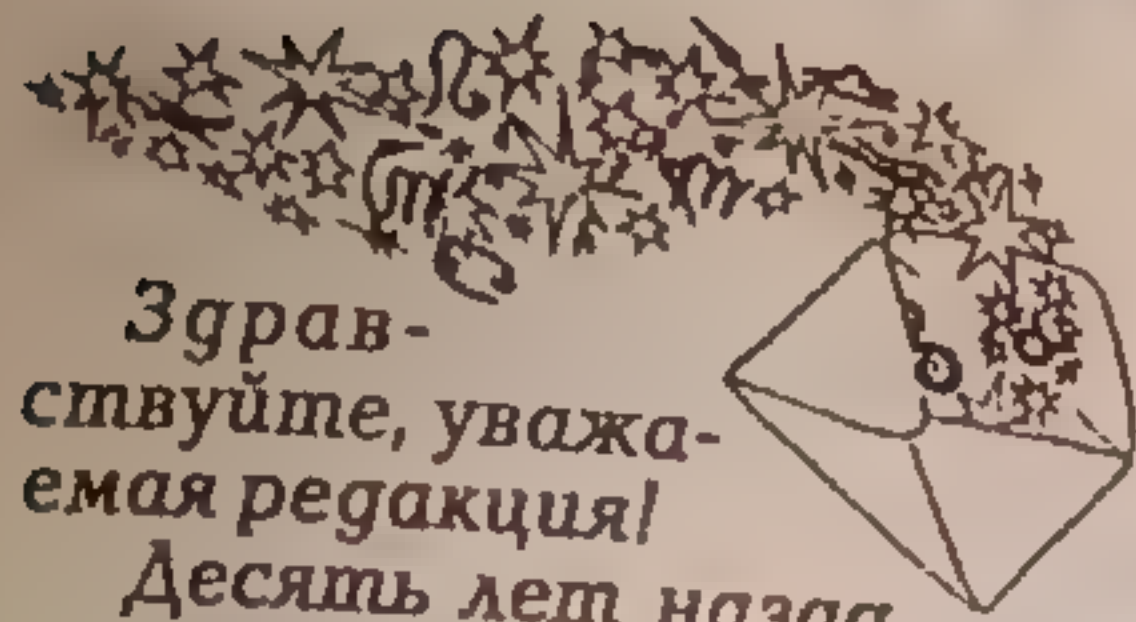 Здрав-
ствуйте, уважа-
емая редакция!
Десять лет назад